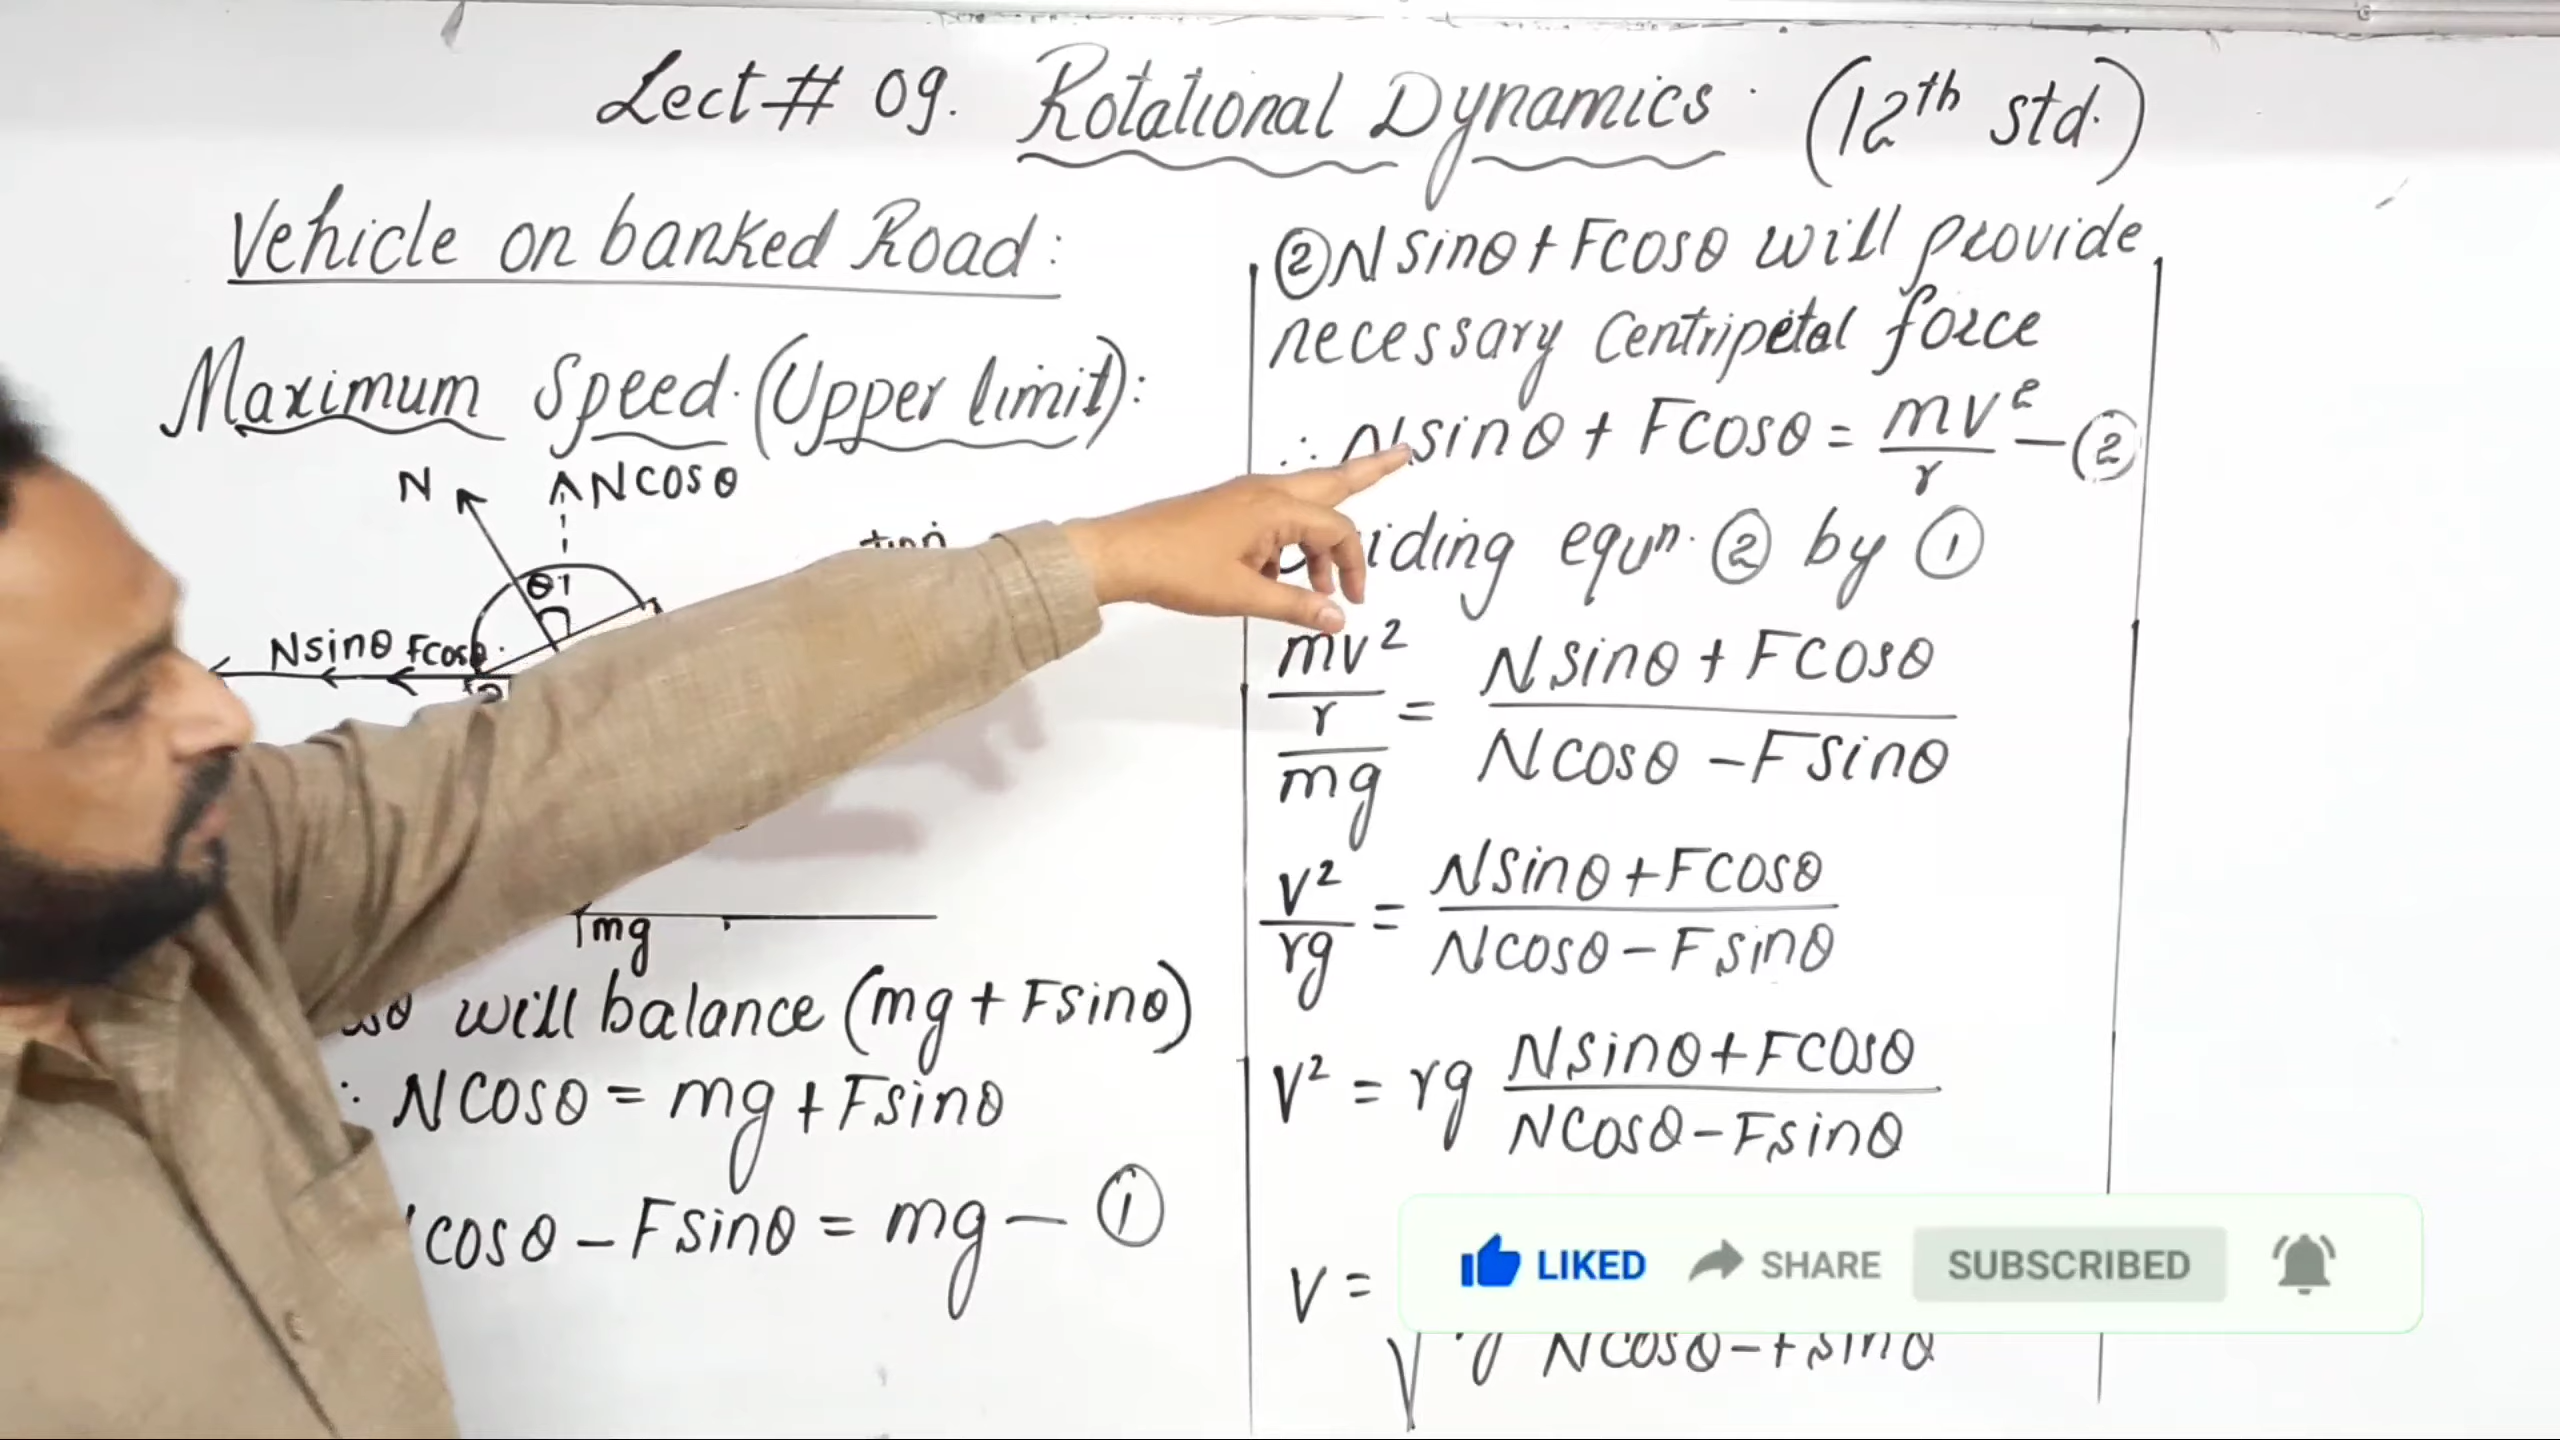 Lect # 09. Rotational Dynamics (12th std.)
Vehicle on banked Road:
Maximum Speed. (Upper limit):
N NCOSθ
θ
Nsinθ Fcosθ
mg
will balance (mg + Fsinθ)
∴ NCOSθ = mg + Fsinθ
cosθ - Fsinθ = mg — ①
② Nsinθ + Fcosθ will provide
necessary Centripetal force
∴ Nsinθ + Fcosθ = mv²/r — ②
equn. ② by ①
mv²/r / mg = Nsinθ + Fcosθ / Ncosθ - Fsinθ
v²/rg = Nsinθ + Fcosθ / Ncosθ - Fsinθ
v² = rg Nsinθ + Fcosθ / Ncosθ - Fsinθ
V = √ Ncosθ - Fsinθ
LIKED SHARE SUBSCRIBED